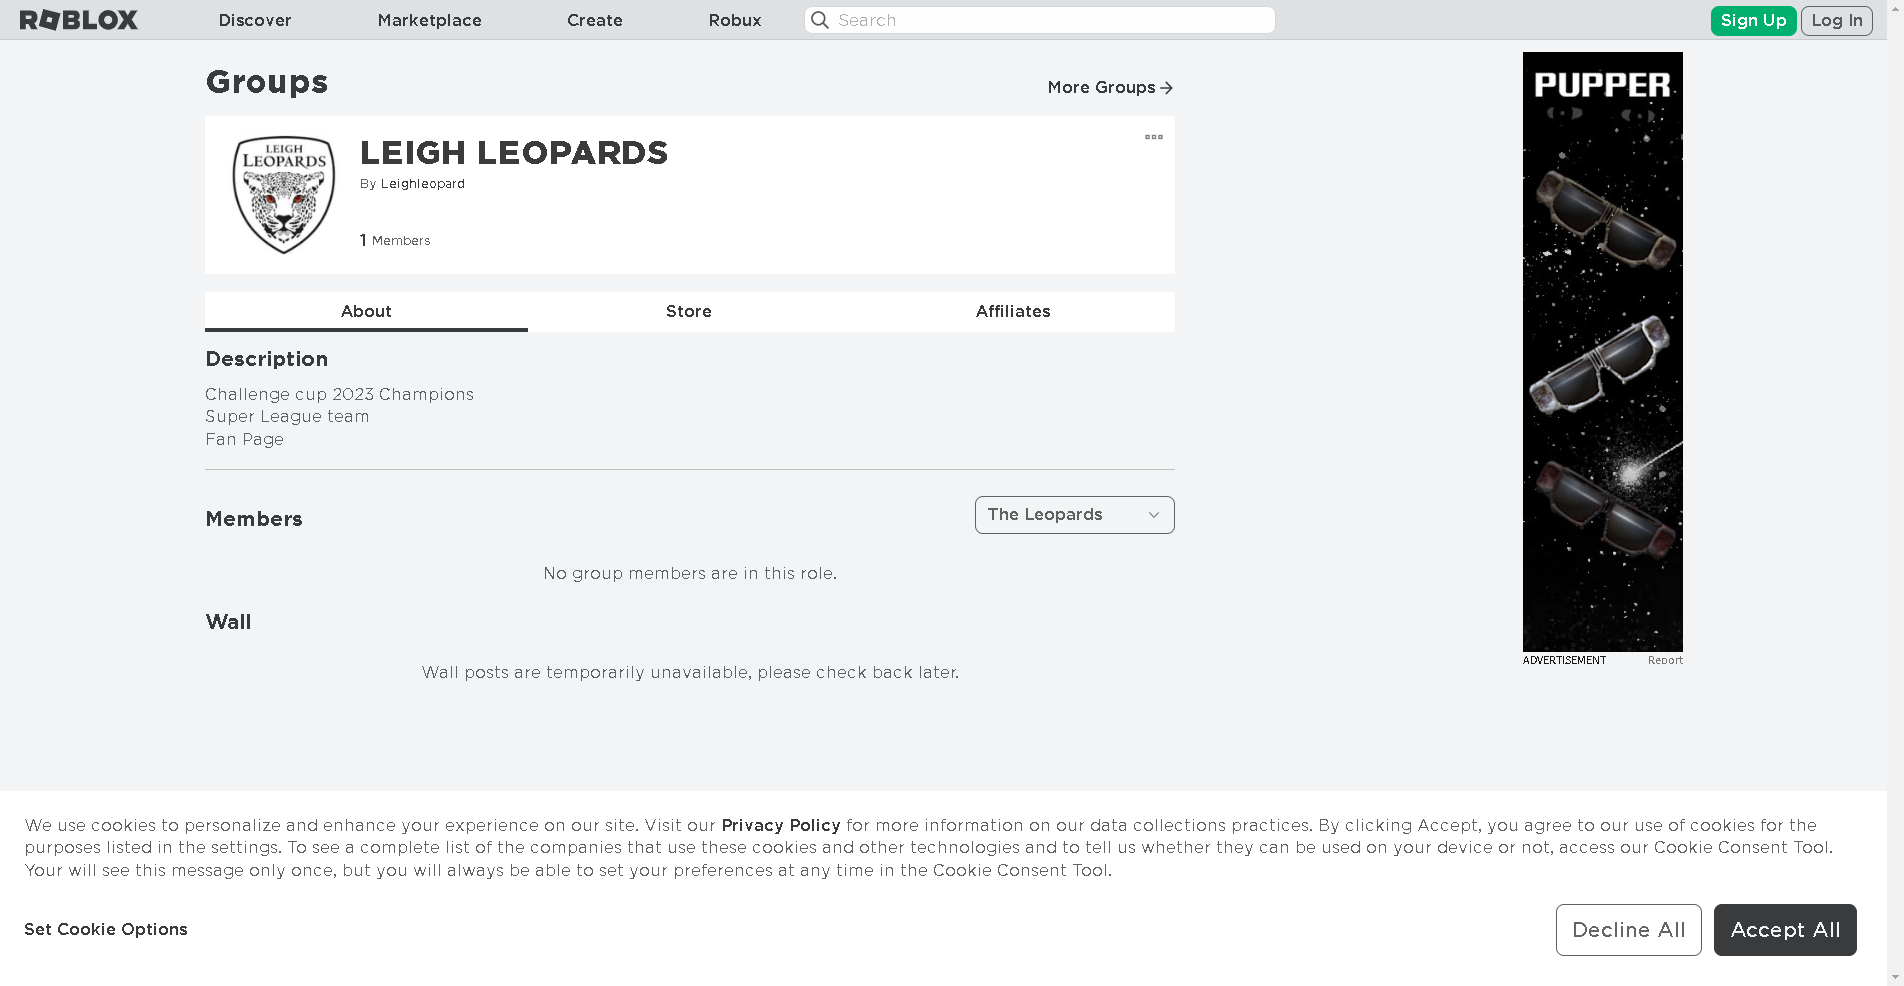 ROBLOX
Discover
Marketplace
Create
Robux
Search
Sign Up
Log In
Groups
More Groups
LEIGH
LEOPARDS
LEIGH LEOPARDS
By Leighleopard
1 Members
About
Store
Affiliates
Description
Challenge cup 2023 Champions
Super League team
Fan Page
Members
The Leopards
No group members are in this role.
Wall
Wall posts are temporarily unavailable, please check back later.
PUPPER
ADVERTISEMENT
Report
We use cookies to personalize and enhance your experience on our site. Visit our Privacy Policy for more information on our data collections practices. By clicking Accept, you agree to our use of cookies for the
purposes listed in the settings. To see a complete list of the companies that use these cookies and other technologies and to tell us whether they can be used on your device or not, access our Cookie Consent Tool.
Your will see this message only once, but you will always be able to set your preferences at any time in the Cookie Consent Tool.
Set Cookie Options
Decline All
Accept All